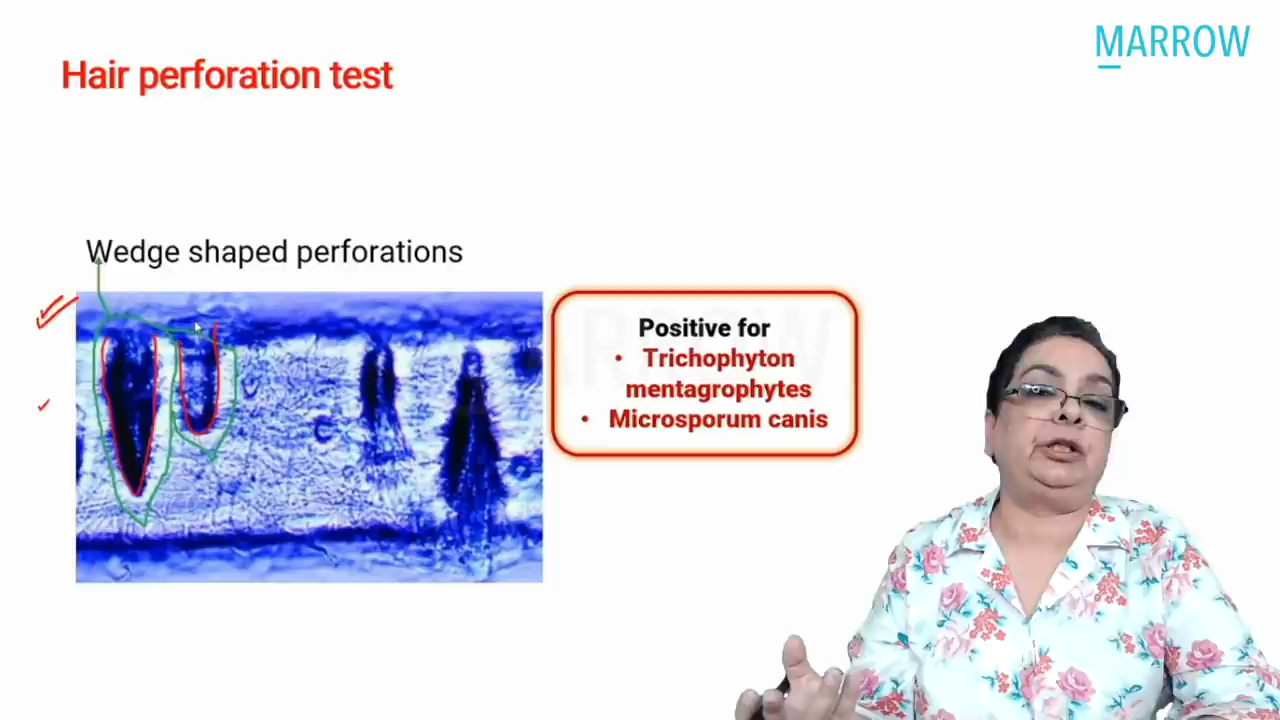 MARROW
Hair perforation test
Wedge shaped perforations
Positive for
• Trichophyton
mentagrophytes
• Microsporum canis